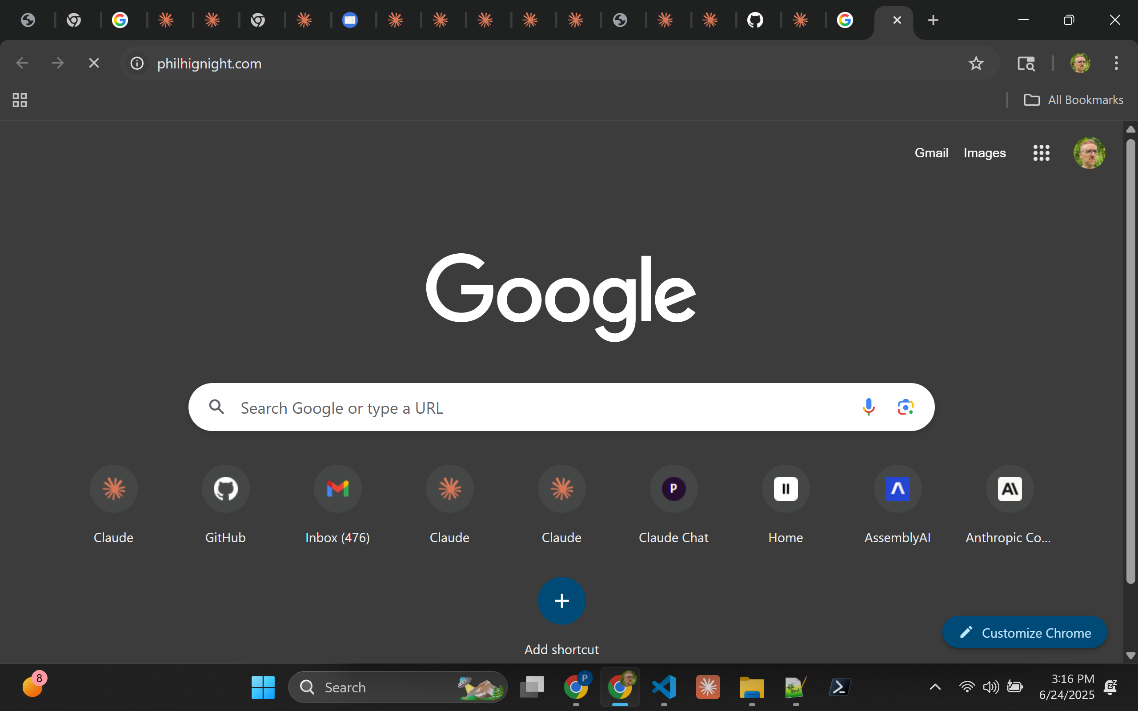 philhignight.com
All Bookmarks
Gmail
Images
Google
Search Google or type a URL
P
Claude
GitHub
Inbox (476)
Claude
Claude
Claude Chat
Home
AssemblyAI
Anthropic Co...
Add shortcut
Customize Chrome
8
Search
P
3:16 PM
6/24/2025